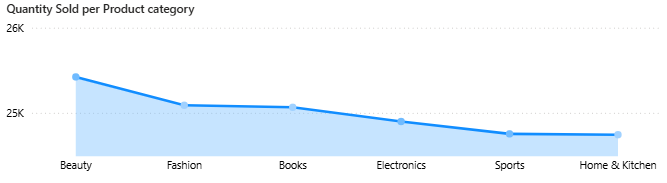 Quantity Sold per Product category
26K
25K
Beauty Fashion Books Electronics Sports Home & Kitchen